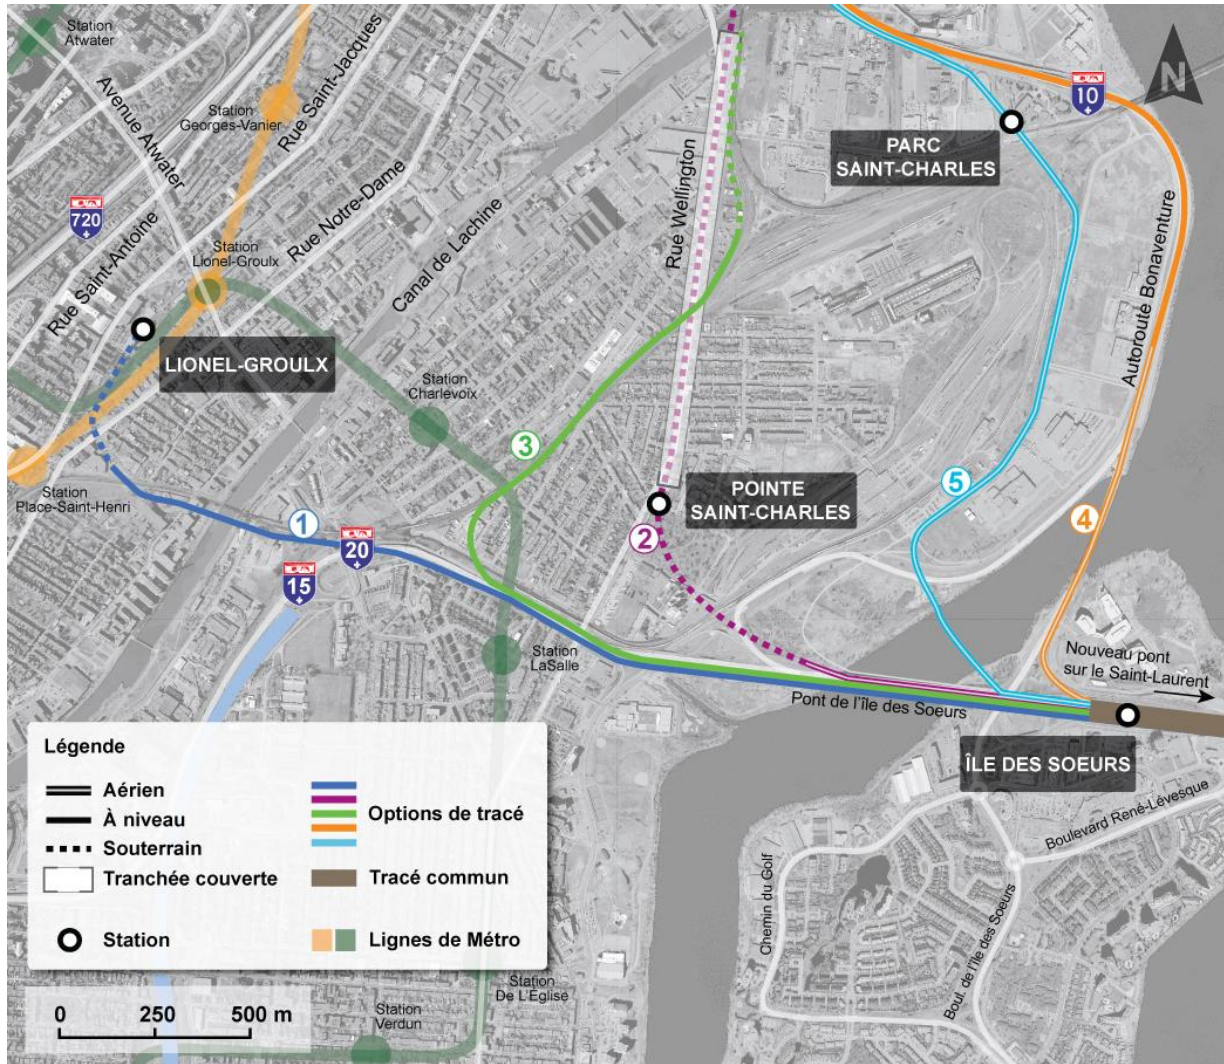 Station
Atwater
Avenue Atwater
Station
Georges-Vanier
Rue Saint-Jacques
10
N
PARC
SAINT-CHARLES
720
Rue Saint-Antoine
Station
Lionel-Groulx
Rue Notre-Dame
Canal de Lachine
Rue Wellington
Autoroute Bonaventure
LIONEL-GROULX
Station
Charlevoix
3
Station
Place-Saint-Henri
1
20
15
POINTE
SAINT-CHARLES
2
5
4
Station
LaSalle
Nouveau pont
sur le Saint-Laurent
Pont de l'île des Soeurs
ÎLE DES SOEURS
Légende
Aérien
À niveau
Souterrain
Tranchée couverte
Station
Options de tracé
Tracé commun
Lignes de Métro
Boulevard René-Lévesque
Chemin du Golf
Boul. de l'île des Soeurs
Station
De L'Église
Station
Verdun
0 250 500 m